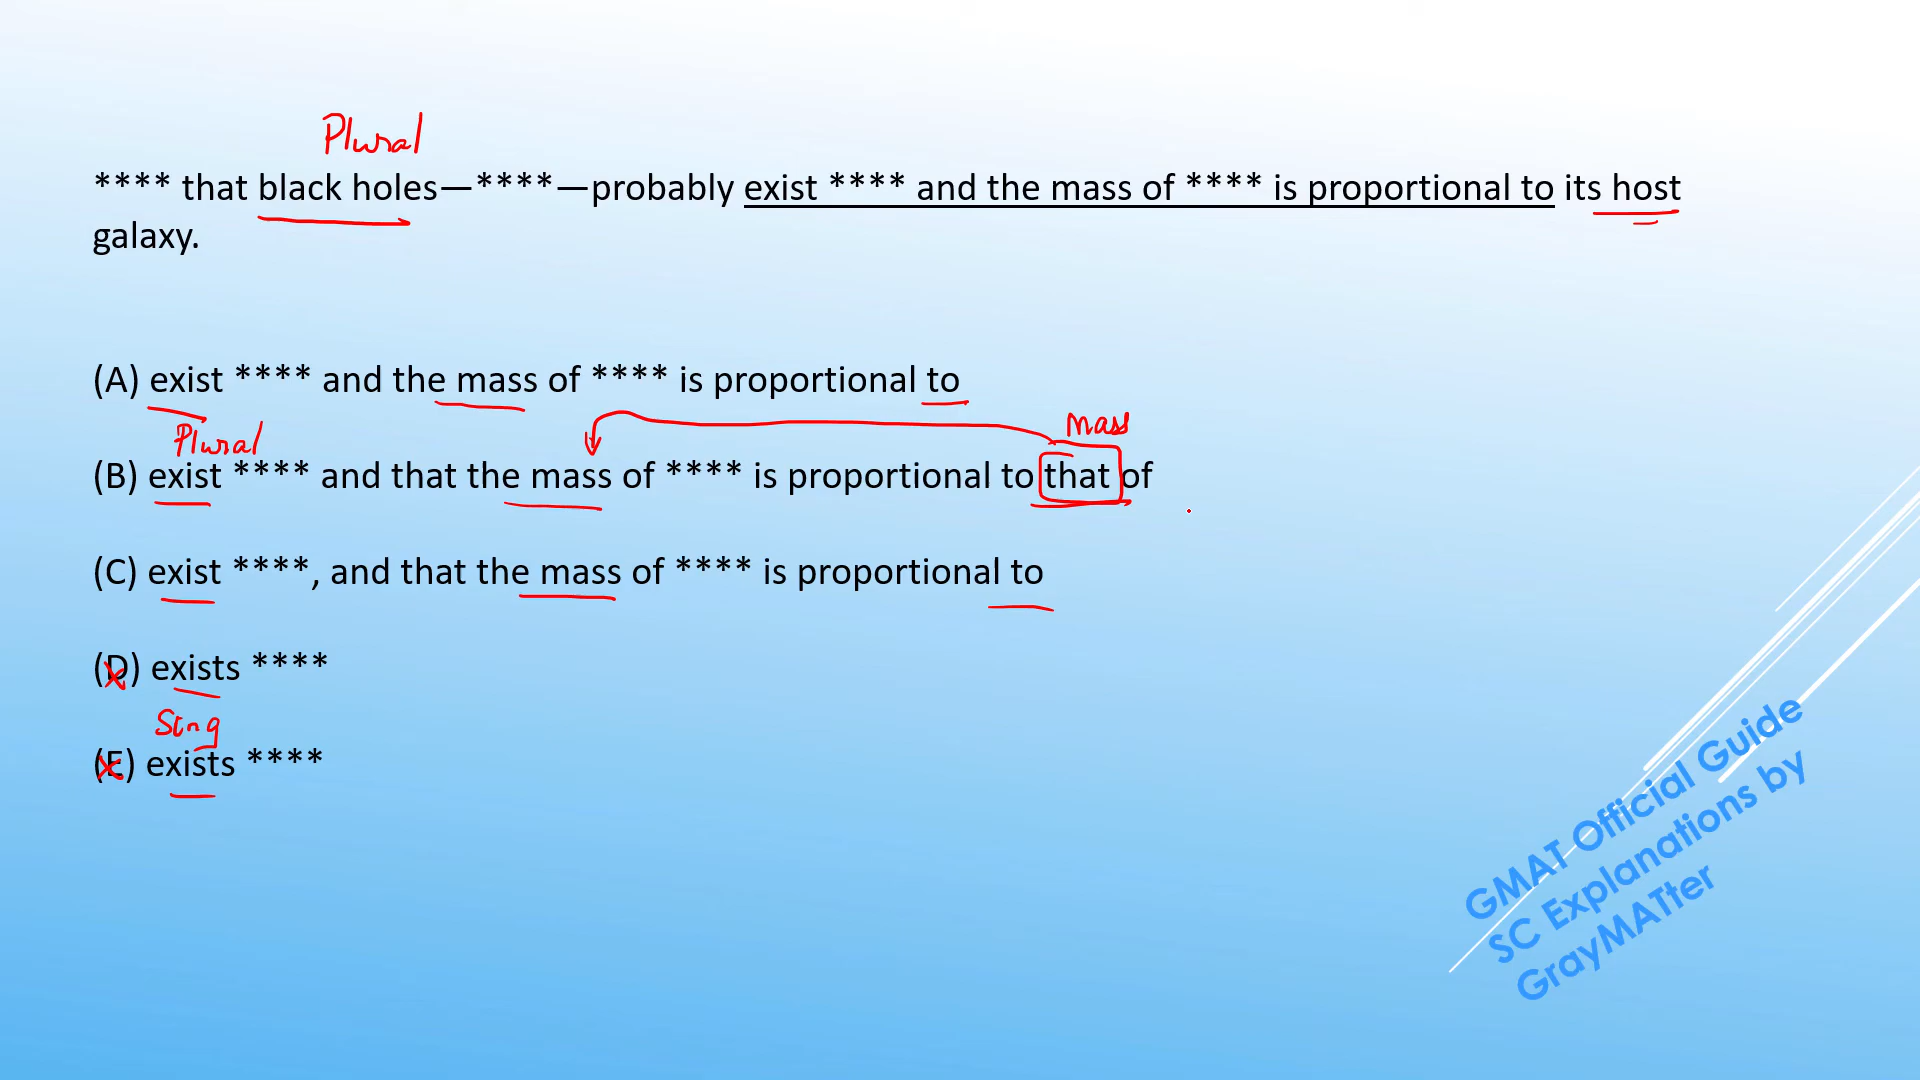 Plural
**** that black holes—****—probably exist **** and the mass of **** is proportional to its host
galaxy.
(A) exist **** and the mass of **** is proportional to
Plural
mass
(B) exist **** and that the mass of **** is proportional to that of
(C) exist ****, and that the mass of **** is proportional to
(D) exists ****
Sing
(E) exists ****
GMAT Official Guide
SC Explanations by
GrayMATter